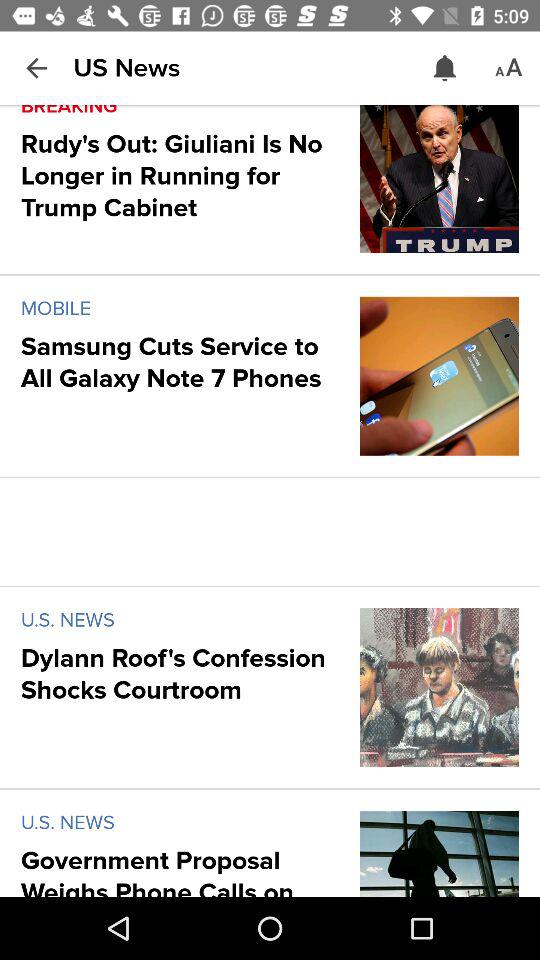 5:09
US News
AA
BREAKING
Rudy's Out: Giuliani Is No
Longer in Running for
Trump Cabinet
TRUMP
MOBILE
Samsung Cuts Service to
All Galaxy Note 7 Phones
U.S. NEWS
Dylann Roof's Confession
Shocks Courtroom
U.S. NEWS
Government Proposal
Weighs Phone Calls on